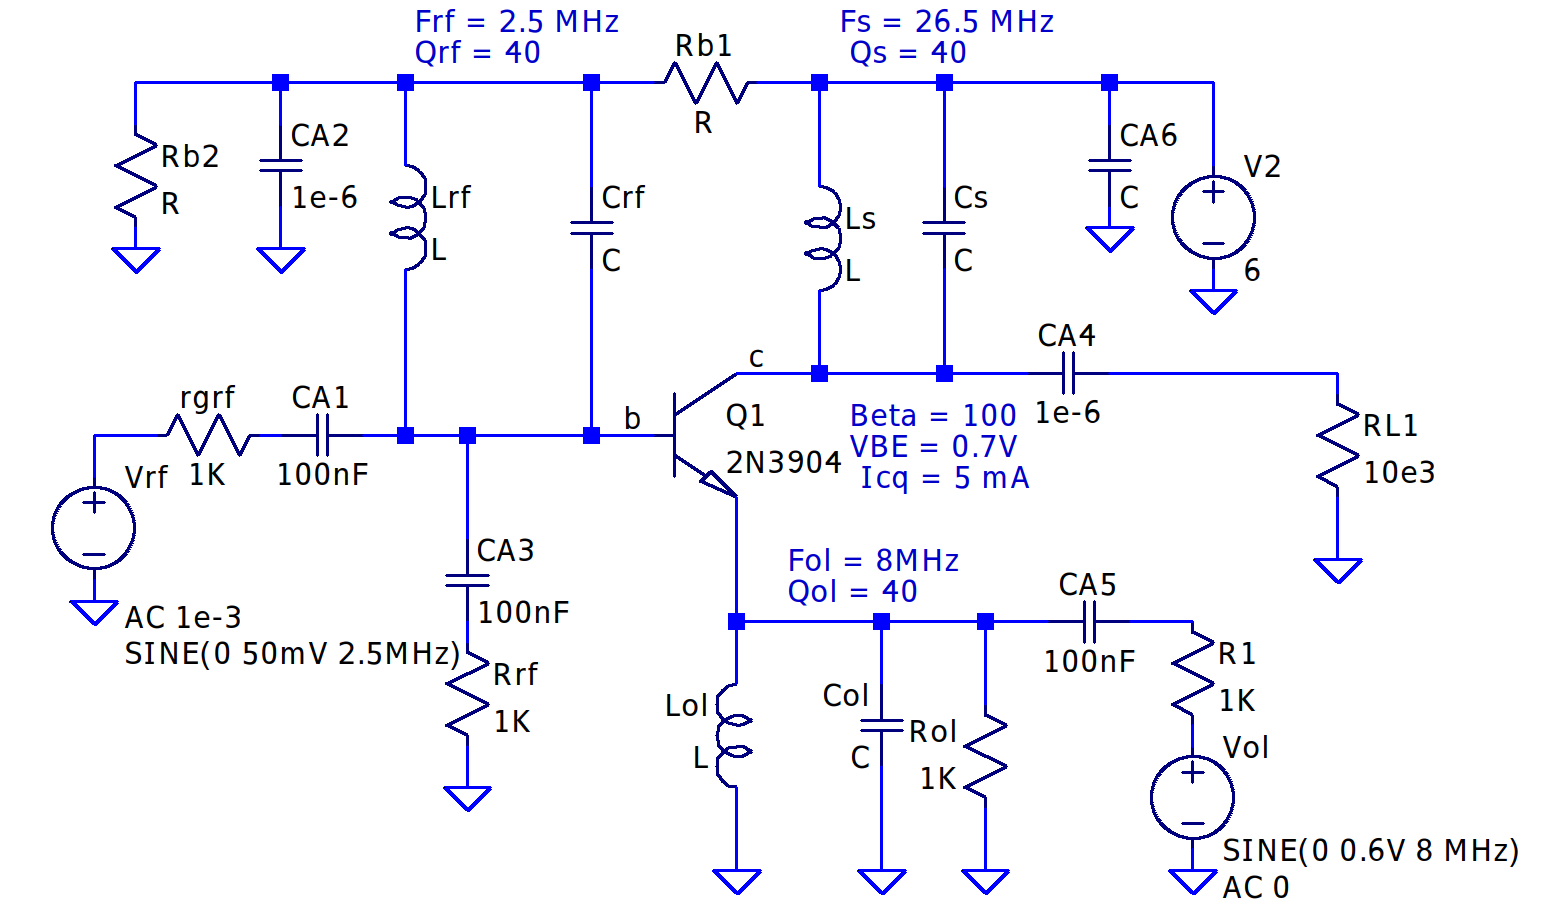 Frf = 2.5 MHz
Qrf = 40
Rb1
R
Fs = 26.5 MHz
Qs = 40
Rb2
R
CA2
1e-6
Lrf
L
Crf
C
Ls
L
Cs
C
CA6
C
V2
6
rgrf
1K
CA1
100nF
Vrf
AC 1e-3
SINE(0 50mV 2.5MHz)
b
c
Q1
2N3904
Beta = 100
VBE = 0.7V
Icq = 5 mA
CA4
1e-6
RL1
10e3
CA3
100nF
Rrf
1K
Fol = 8MHz
Qol = 40
CA5
100nF
Lol
L
Col
C
Rol
1K
R1
1K
Vol
SINE(0 0.6V 8 MHz)
AC 0